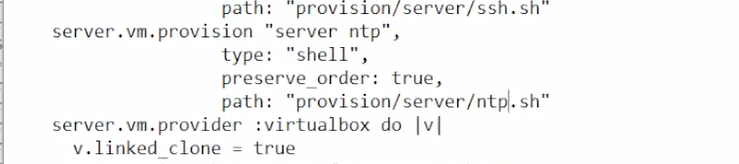 path: "provision/server/ssh.sh"
server.vm.provision "server ntp",
type: "shell",
preserve_order: true,
path: "provision/server/ntp.sh"
server.vm.provider :virtualbox do |v|
v.linked_clone = true